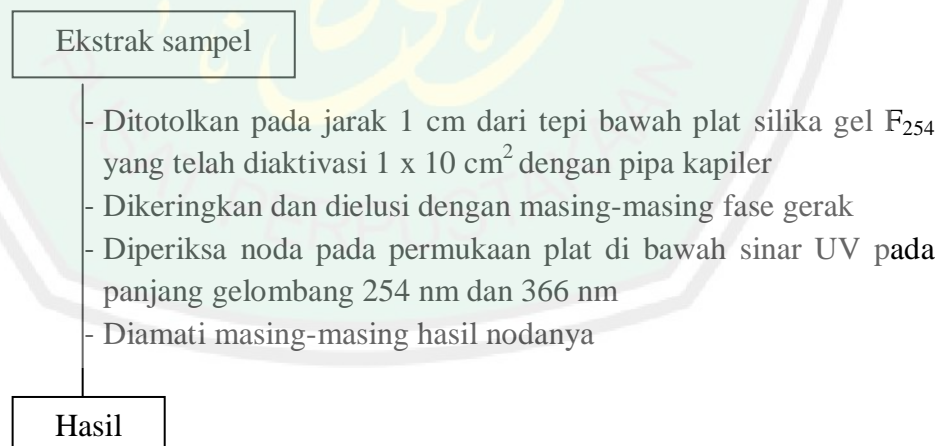 Ekstrak sampel
- Ditotolkan pada jarak 1 cm dari tepi bawah plat silika gel F₂₅₄
yang telah diaktivasi 1 x 10 cm² dengan pipa kapiler
- Dikeringkan dan dielusi dengan masing-masing fase gerak
- Diperiksa noda pada permukaan plat di bawah sinar UV pada
panjang gelombang 254 nm dan 366 nm
- Diamati masing-masing hasil nodanya
Hasil